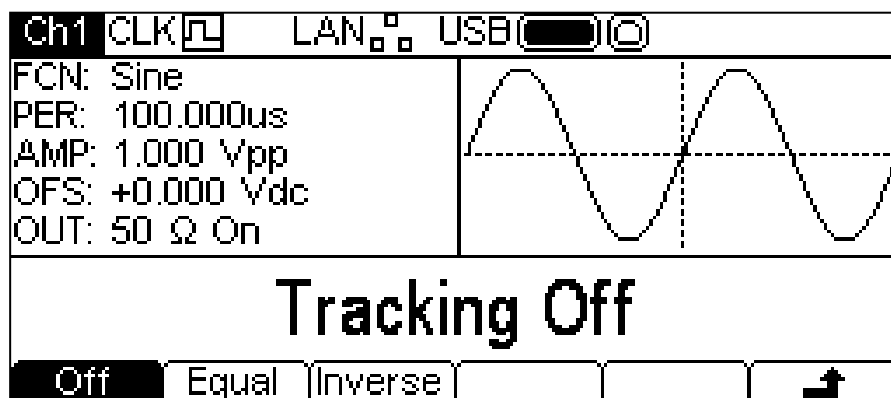 Ch1 CLK LAN USB
FCN: Sine
PER: 100.000us
AMP: 1.000 Vpp
OFS: +0.000 Vdc
OUT: 50 Ω On
Tracking Off
Off Equal Inverse